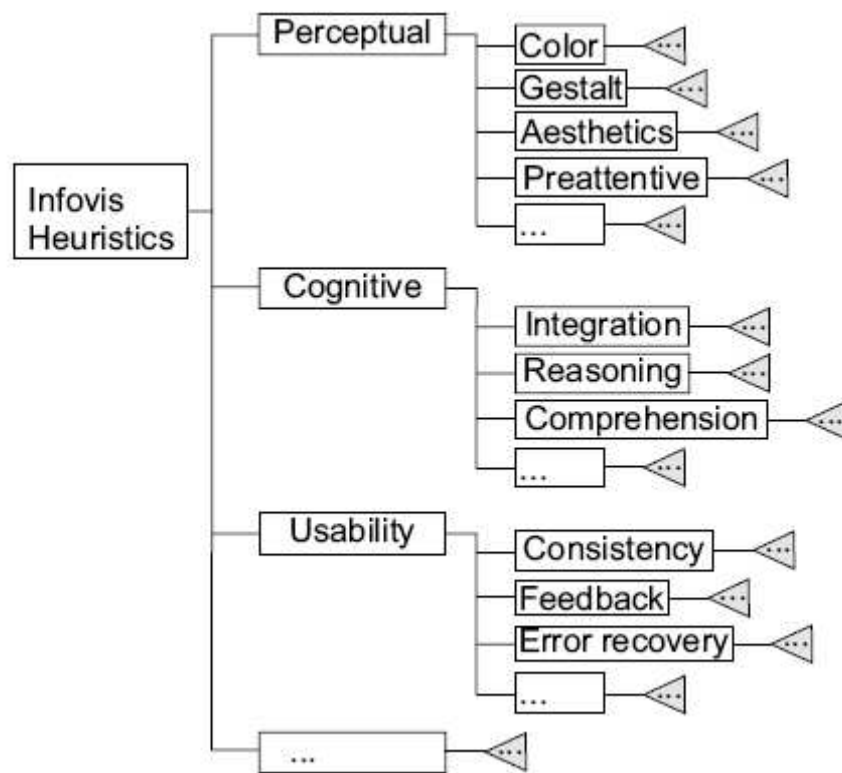 Perceptual
Color
...
Gestalt
...
Aesthetics
...
Preattentive
...
...
...
Infovis
Heuristics
Cognitive
Integration
...
Reasoning
...
Comprehension
...
...
...
Usability
Consistency
...
Feedback
...
Error recovery
...
...
...
...
...